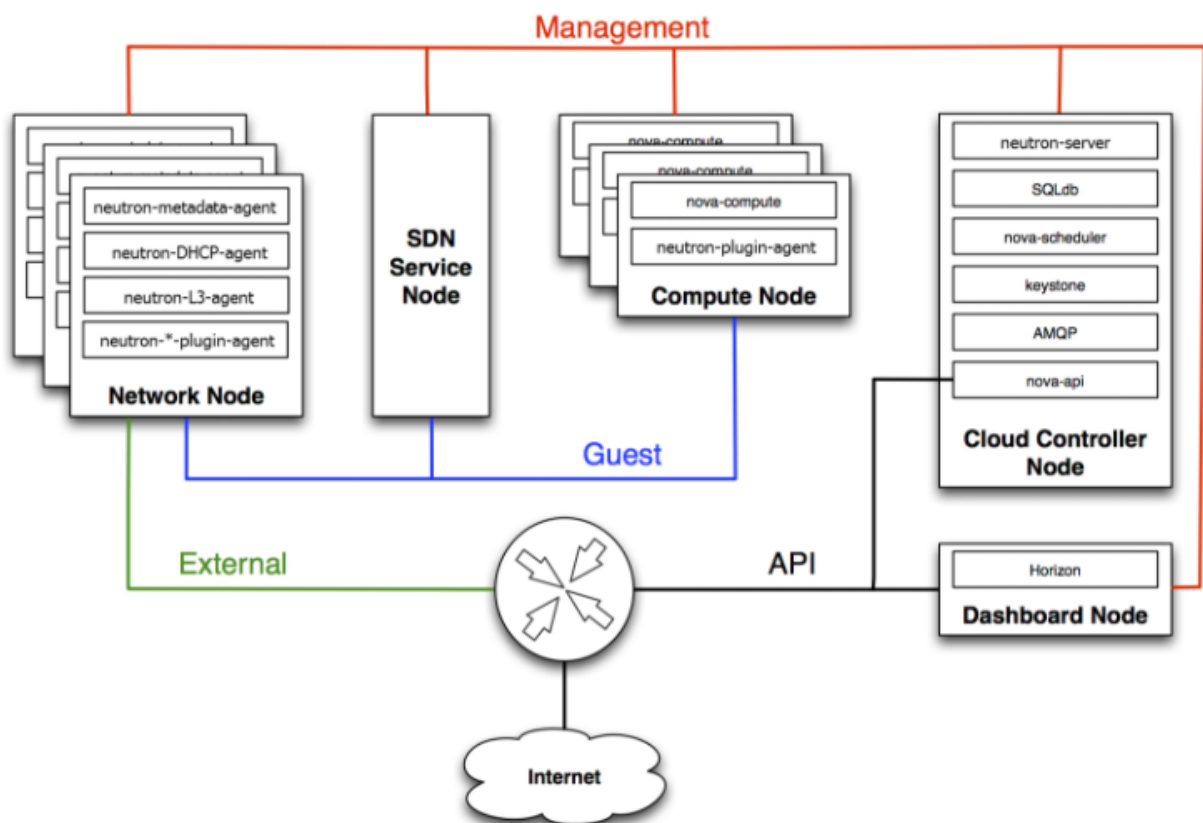 Management
neutron-metadata-agent
neutron-DHCP-agent
neutron-L3-agent
neutron-*-plugin-agent
Network Node
SDN
Service
Node
nova-compute
nova-compute
nova-compute
neutron-plugin-agent
Compute Node
neutron-server
SQLdb
nova-scheduler
keystone
AMQP
nova-api
Cloud Controller
Node
Guest
External
API
Horizon
Dashboard Node
Internet